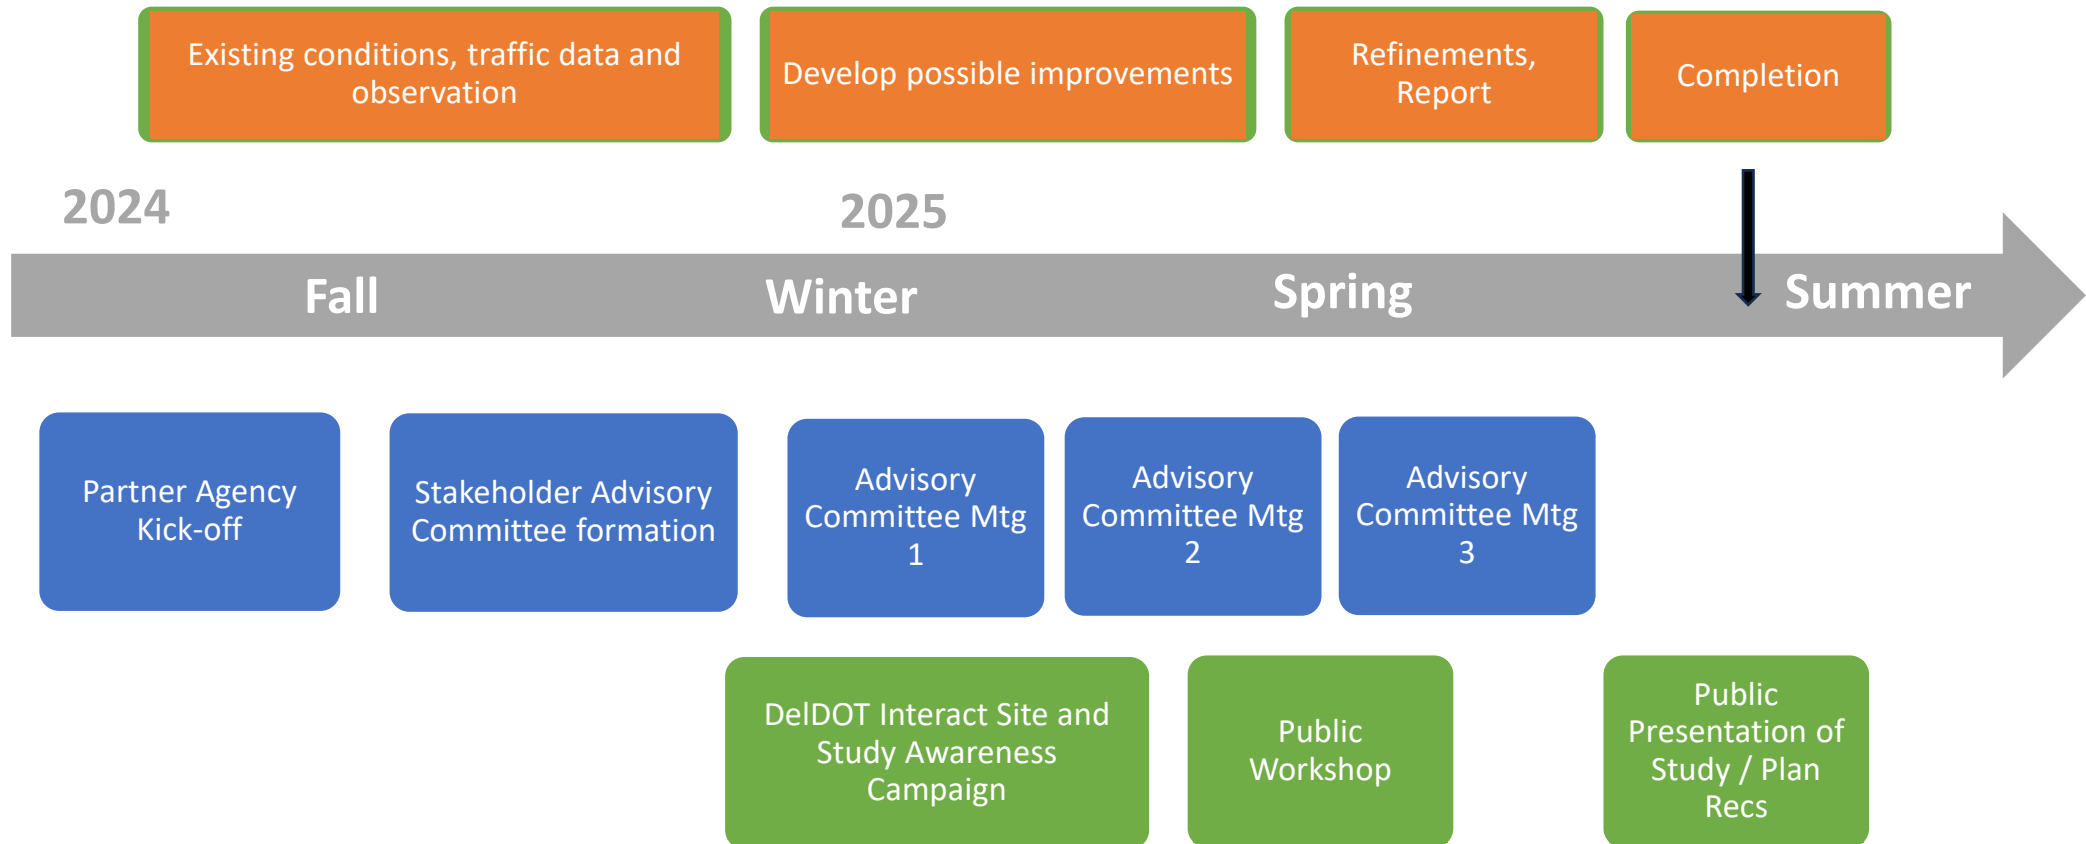 Existing conditions, traffic data and
observation
Develop possible improvements
Refinements,
Report
Completion
2024
2025
Fall
Winter
Spring
Summer
Partner Agency
Kick-off
Stakeholder Advisory
Committee formation
Advisory
Committee Mtg
1
Advisory
Committee Mtg
2
Advisory
Committee Mtg
3
DelDOT Interact Site and
Study Awareness
Campaign
Public
Workshop
Public
Presentation of
Study / Plan
Recs